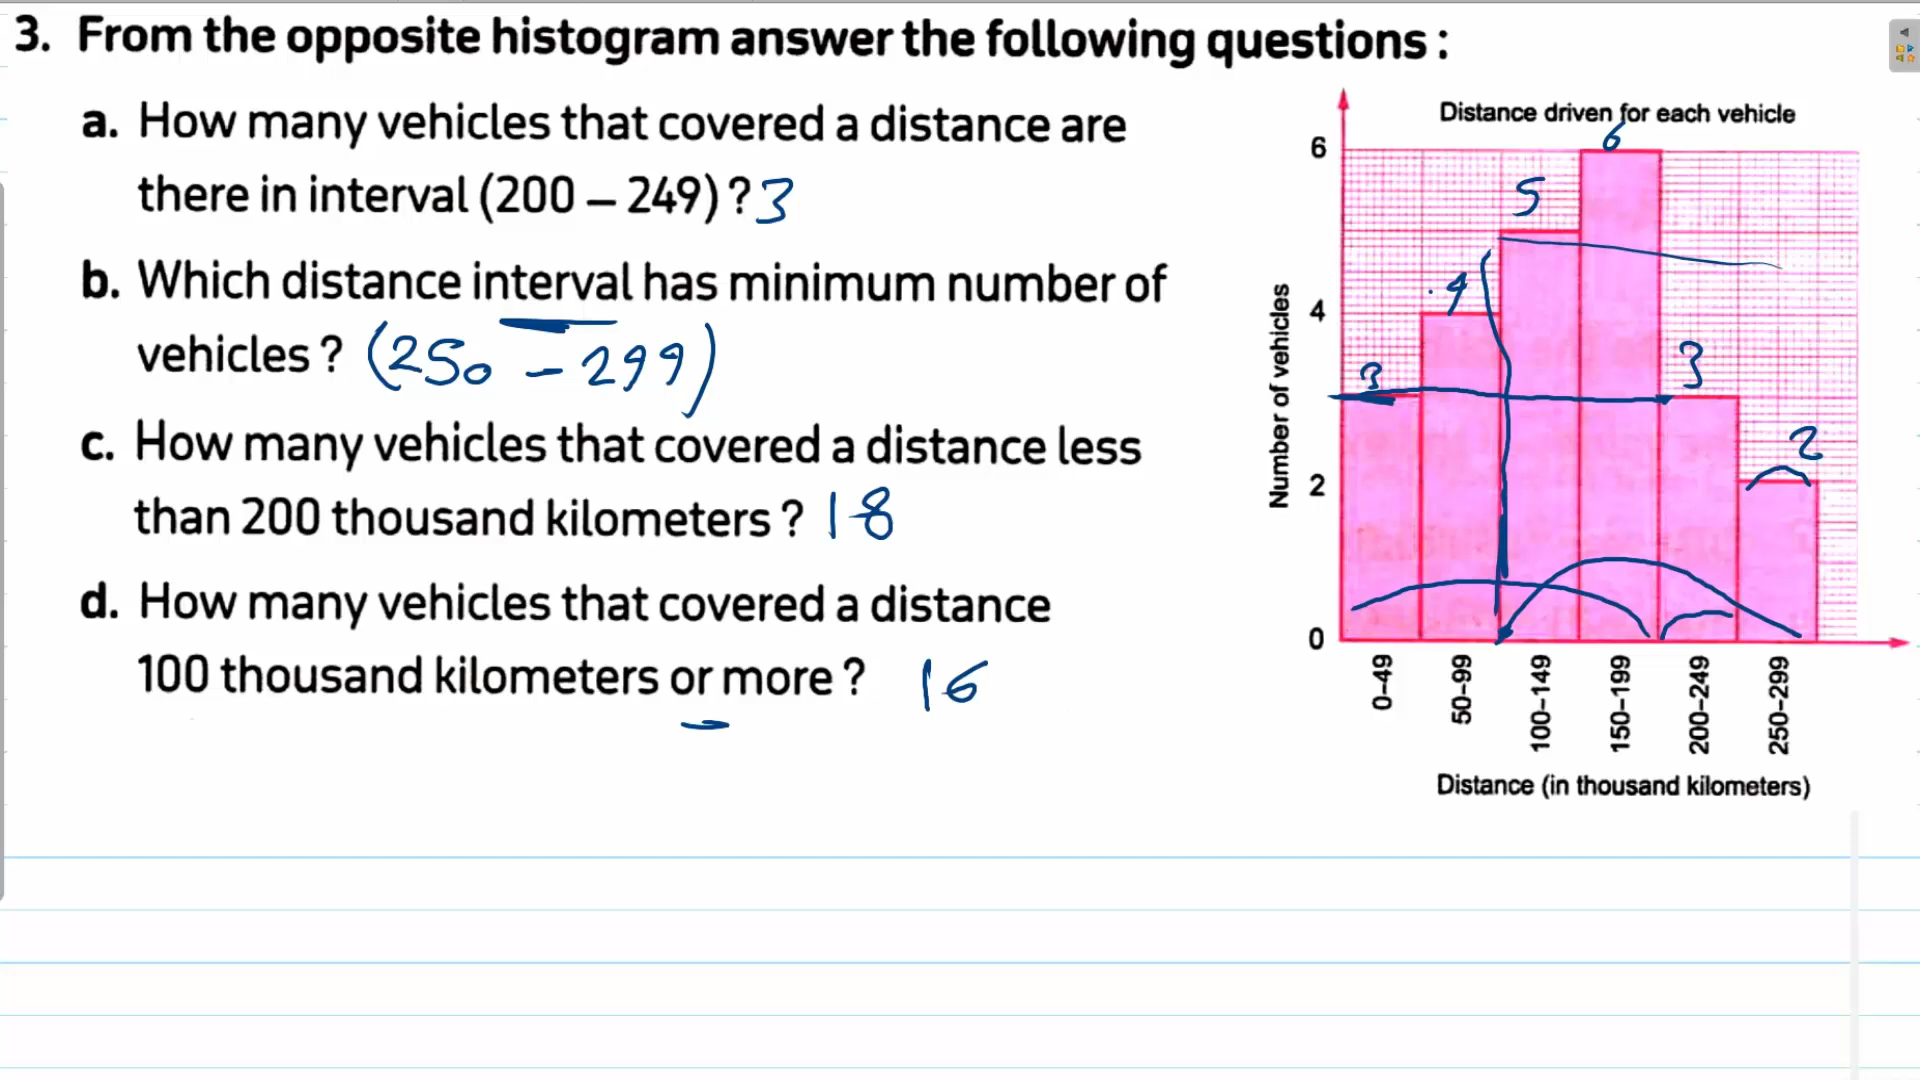 3. From the opposite histogram answer the following questions :
a. How many vehicles that covered a distance are
there in interval (200 – 249) ? 3
b. Which distance interval has minimum number of
vehicles ? (250 – 299)
c. How many vehicles that covered a distance less
than 200 thousand kilometers ? 18
d. How many vehicles that covered a distance
100 thousand kilometers or more ? 16
Distance driven for each vehicle
Number of vehicles
6
4
2
0
3
4
5
6
3
2
0–49
50–99
100–149
150–199
200–249
250–299
Distance (in thousand kilometers)